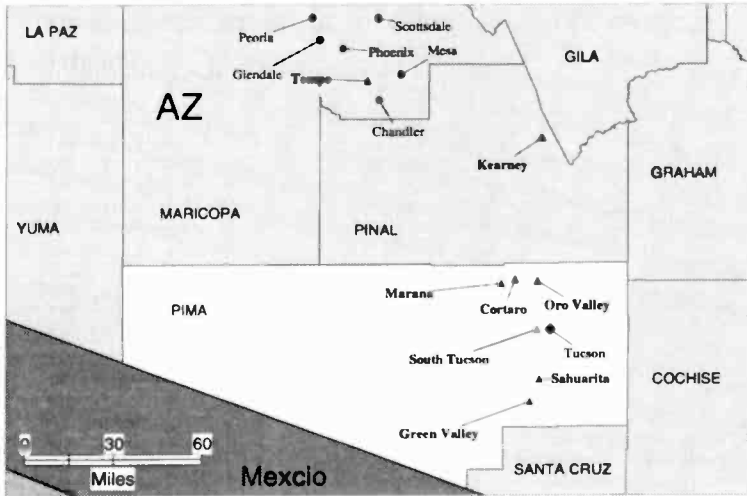 LA PAZ
Peoria
Scottsdale
Phoenix
Mesa
GILA
Glendale
AZ
Chandler
Kearney
GRAHAM
MARICOPA
YUMA
PINAL
Marana
Cortaro
Oro Valley
PIMA
South Tucson
Tucson
Sahuarita
COCHISE
Green Valley
0 30 60
Miles
Mexcio
SANTA CRUZ